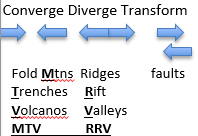 Converge Diverge Transform
Fold Mtns Ridges faults
Trenches Rift
Volcanos Valleys
MTV RRV